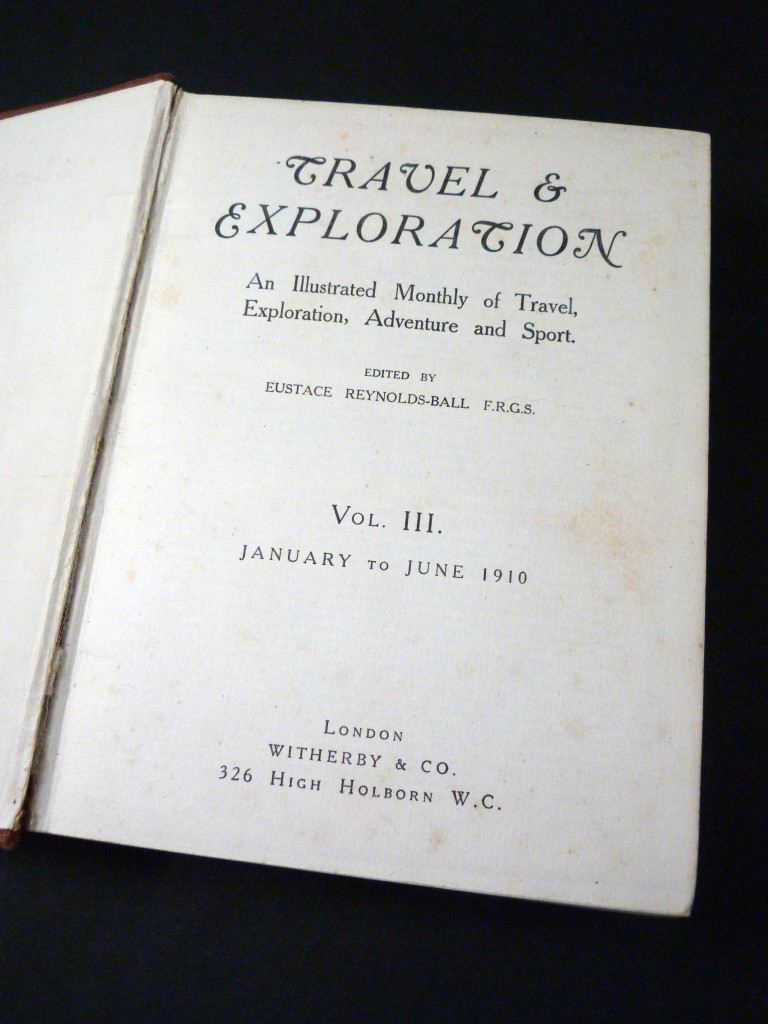 TRAVEL &
EXPLORATION
An Illustrated Monthly of Travel,
Exploration, Adventure and Sport.
EDITED BY
EUSTACE REYNOLDS-BALL F.R.G.S.
VOL. III.
JANUARY TO JUNE 1910
LONDON
WITHERBY & CO.
326 HIGH HOLBORN W.C.